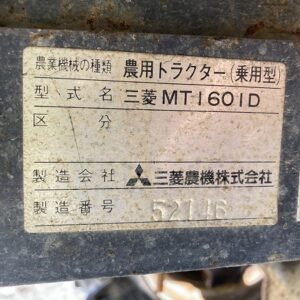 農業機械の種類 農用トラクター(乗用型)
型式名 三菱MT1601D
区分
製造会社 三菱農機株式会社
製造番号